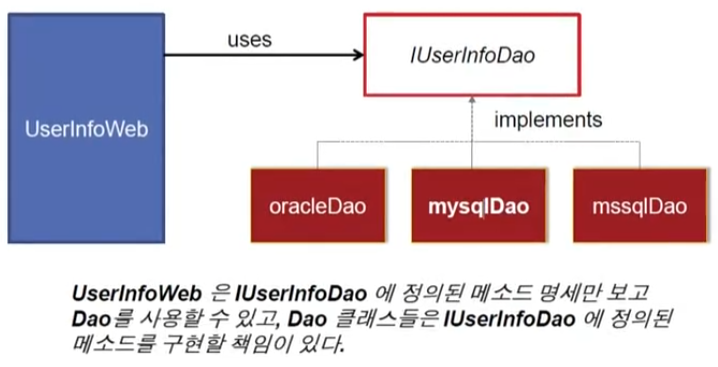 uses
IUserInfoDao
UserInfoWeb
implements
oracleDao
mysqlDao
mssqlDao
UserInfoWeb 은 IUserInfoDao 에 정의된 메소드 명세만 보고
Dao를 사용할 수 있고, Dao 클래스들은 IUserInfoDao 에 정의된
메소드를 구현할 책임이 있다.